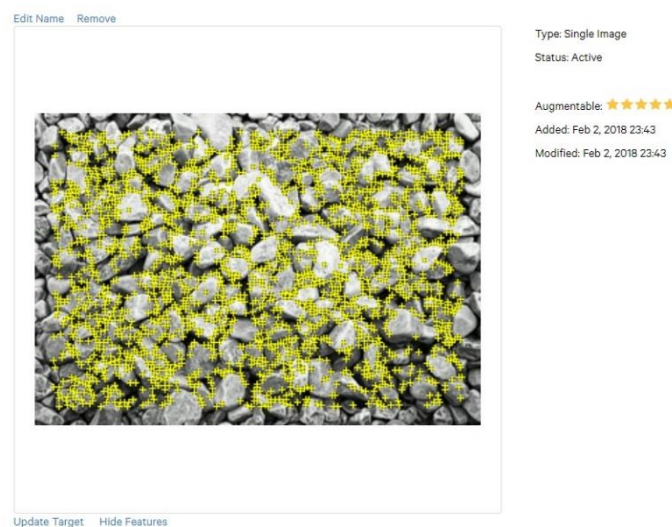 Edit Name Remove
Type: Single Image
Status: Active
Augmentable:
Added: Feb 2, 2018 23:43
Modified: Feb 2, 2018 23:43
Update Target Hide Features